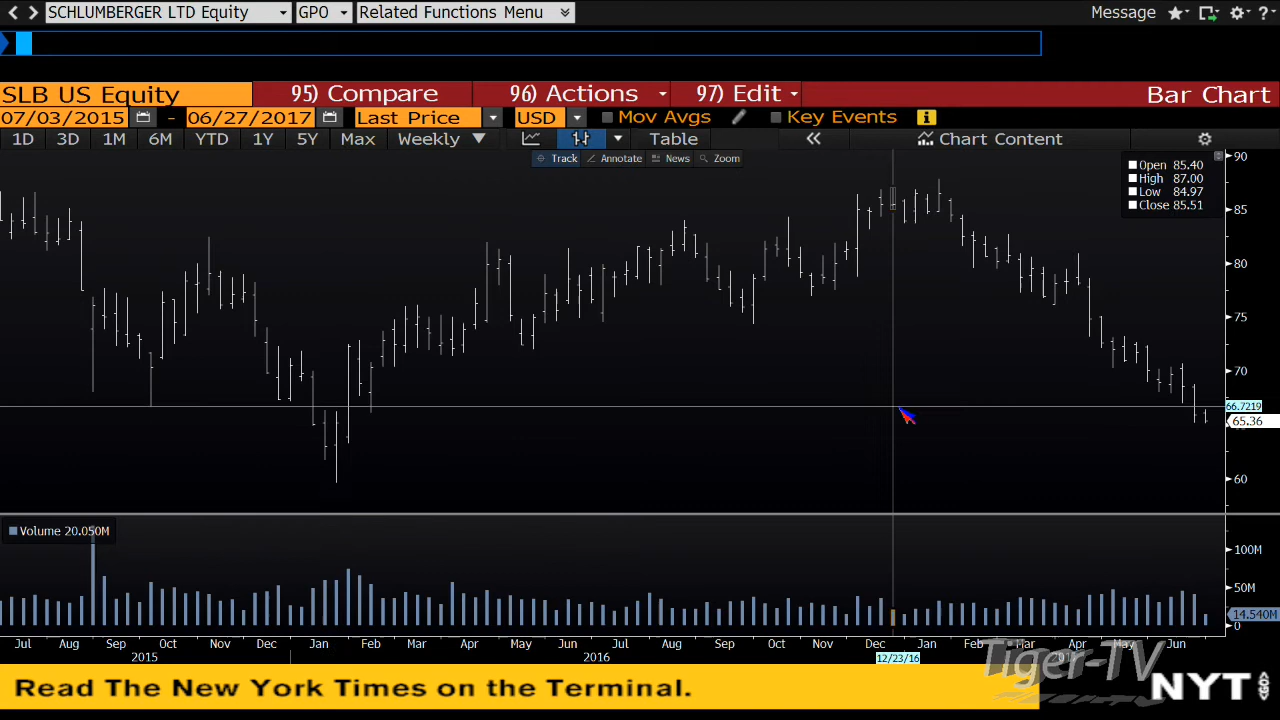 SCHLUMBERGER LTD Equity GPO Related Functions Menu Message ?
SLB US Equity 95) Compare 96) Actions 97) Edit Bar Chart
07/03/2015 - 06/27/2017 Last Price USD Mov Avgs Key Events i
1D 3D 1M 6M YTD 1Y 5Y Max Weekly Table Chart Content
Track Annotate News Zoom
Open 85.40
High 87.00
Low 84.97
Close 85.51
90
85
80
75
70
66.7219
65.36
60
Volume 20.050M
100M
50M
14.540M
0
Jul Aug Sep Oct Nov Dec Jan Feb Mar Apr May Jun Jul Aug Sep Oct Nov Dec Jan Feb Mar Apr May Jun
2015 2016 12/23/16
Tiger-TV
Read The New York Times on the Terminal.
NYT <GO>